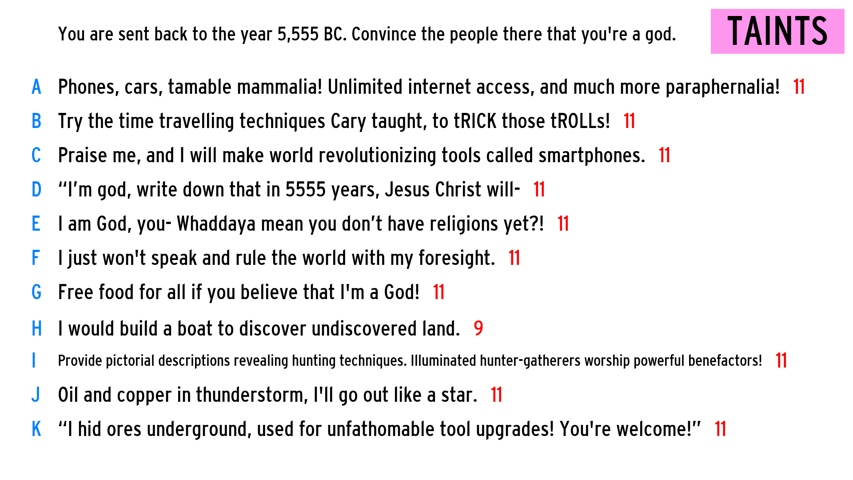 You are sent back to the year 5,555 BC. Convince the people there that you're a god. TAINTS
A Phones, cars, tamable mammalia! Unlimited internet access, and much more paraphernalia! 11
B Try the time travelling techniques Cary taught, to tRICK those tROLLs! 11
C Praise me, and I will make world revolutionizing tools called smartphones. 11
D “I’m god, write down that in 5555 years, Jesus Christ will- 11
E I am God, you- Whaddaya mean you don’t have religions yet?! 11
F I just won't speak and rule the world with my foresight. 11
G Free food for all if you believe that I'm a God! 11
H I would build a boat to discover undiscovered land. 9
I Provide pictorial descriptions revealing hunting techniques. Illuminated hunter-gatherers worship powerful benefactors! 11
J Oil and copper in thunderstorm, I'll go out like a star. 11
K “I hid ores underground, used for unfathomable tool upgrades! You're welcome!” 11